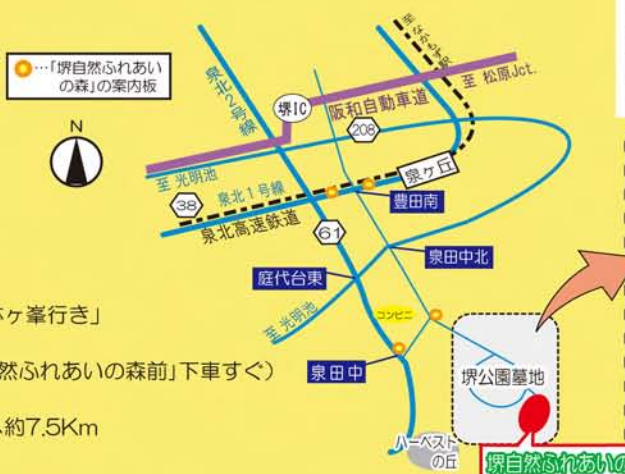 …「堺自然ふれあい
の森」の案内板
N
至なかもず駅
泉北2号線
堺IC
阪和自動車道
至 松原Jct.
208
至 光明池
泉ヶ丘
泉北1号線
38
泉北高速鉄道
豊田南
61
泉田中北
庭代台東
至 光明池
コンビニ
ヶ峯行き」
然ふれあいの森前」下車すぐ)
泉田中
堺公園墓地
約7.5Km
ハーベスト
の丘
堺自然ふれあいの